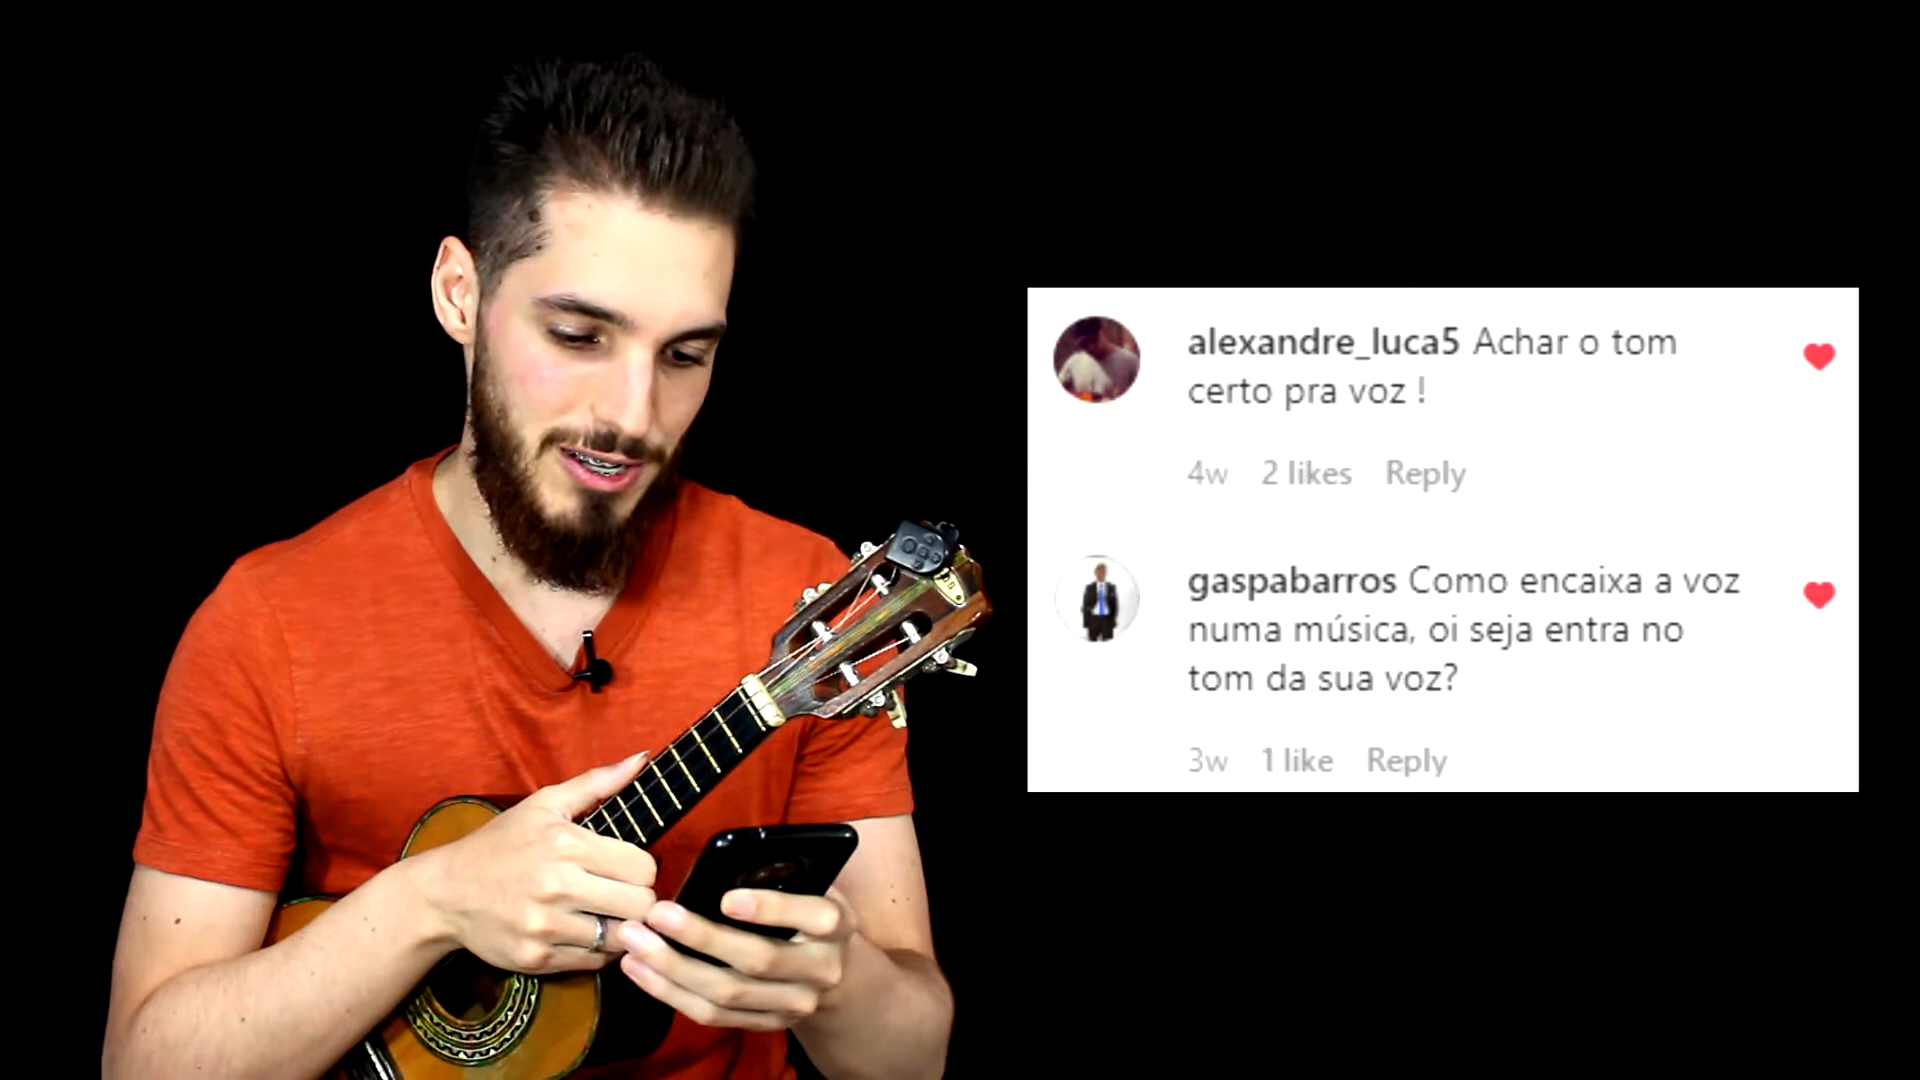 alexandre_luca5 Achar o tom
certo pra voz !
4w 2 likes Reply
gaspabarros Como encaixa a voz
numa música, oi seja entra no
tom da sua voz?
3w 1 like Reply